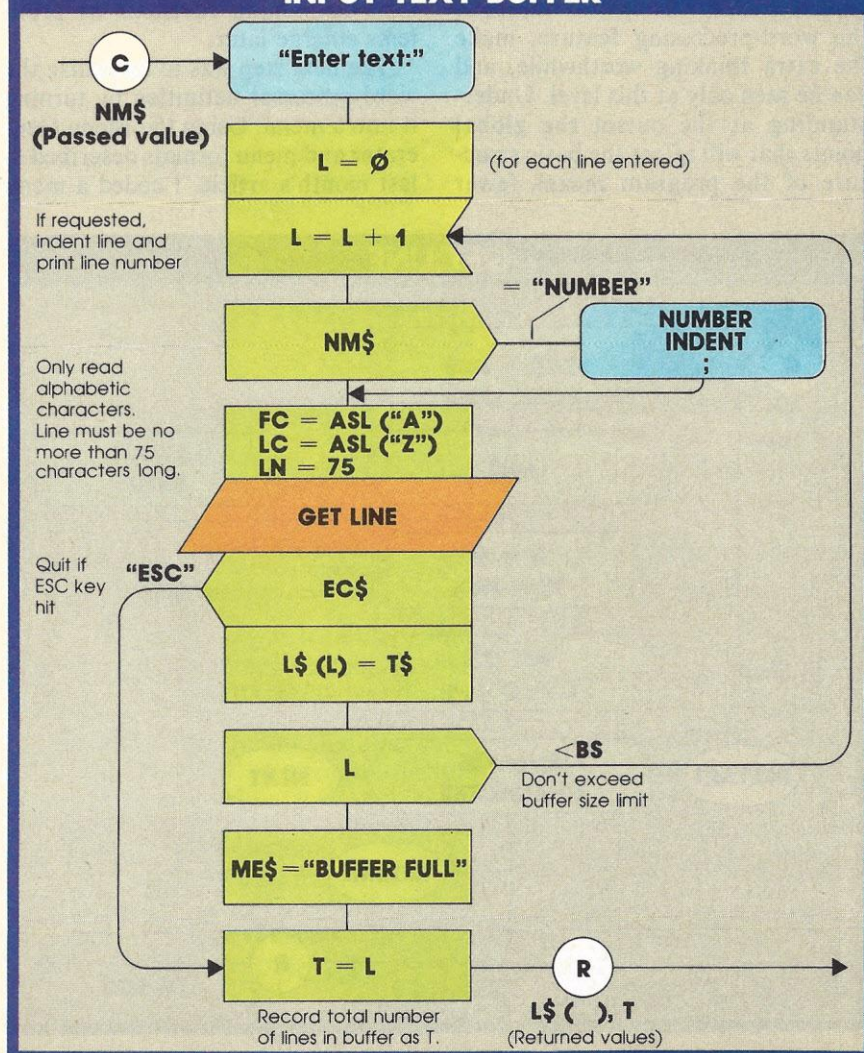 INPUT TEXT BUFFER
C
"Enter text:"
NM$
(Passed value)
L = Ø
(for each line entered)
If requested,
indent line and
print line number
L = L + 1
= "NUMBER"
NM$
NUMBER
INDENT
;
Only read
alphabetic
characters.
Line must be no
more than 75
characters long.
FC = ASL ("A")
LC = ASL ("Z")
LN = 75
GET LINE
Quit if
ESC key
hit
"ESC"
EC$
L$ (L) = T$
L
<BS
Don't exceed
buffer size limit
ME$ = "BUFFER FULL"
T = L
R
Record total number
of lines in buffer as T.
L$ ( ), T
(Returned values)